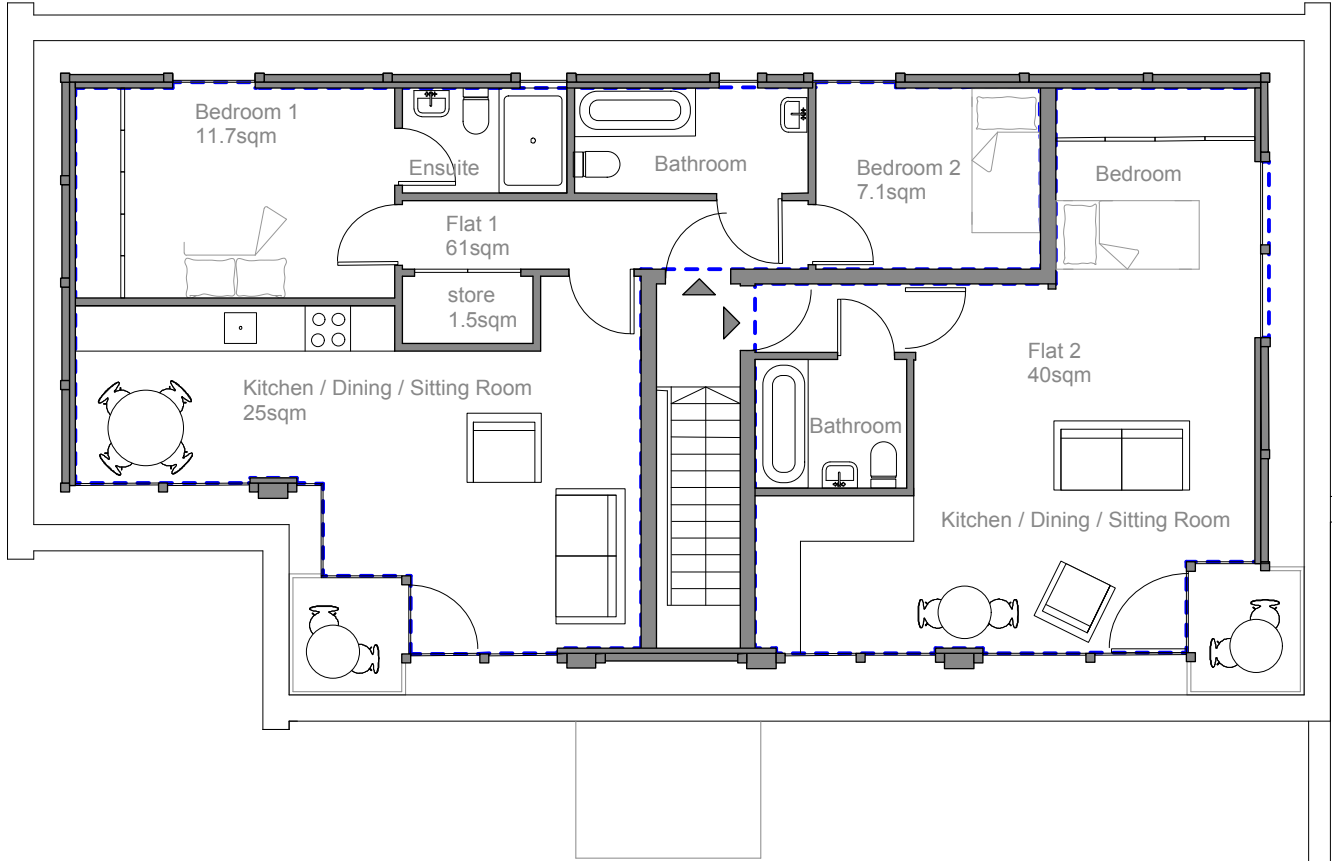 Bedroom 1
11.7sqm
Ensuite
Bathroom
Bedroom 2
7.1sqm
Bedroom
Flat 1
61sqm
store
1.5sqm
Flat 2
40sqm
Kitchen / Dining / Sitting Room
25sqm
Bathroom
Kitchen / Dining / Sitting Room